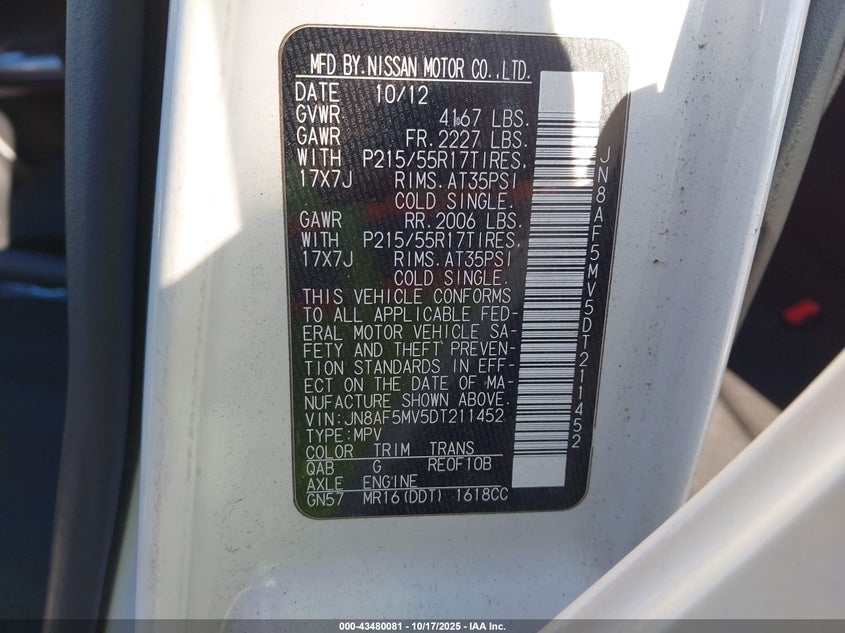 MFD BY.NISSAN MOTOR CO.,LTD.
DATE 10/12
GVWR 4167 LBS.
GAWR FR. 2227 LBS.
WITH P215/55R17TIRES,
17X7J RIMS. AT35PSI
COLD SINGLE.
GAWR RR. 2006 LBS.
WITH P215/55R17TIRES,
17X7J RIMS. AT35PSI
COLD SINGLE.
THIS VEHICLE CONFORMS
TO ALL APPLICABLE FED-
ERAL MOTOR VEHICLE SA-
FETY AND THEFT PREVEN-
TION STANDARDS IN EFF-
ECT ON THE DATE OF MA-
NUFACTURE SHOWN ABOVE.
VIN:JN8AF5MV5DT211452
TYPE:MPV
COLOR TRIM TRANS
QAB G RE0F10B
AXLE ENGINE
GN57 MR16(DDT) 1618CC
JN8AF5MV5DT211452
000-43480081 - 10/17/2025 - IAA Inc.